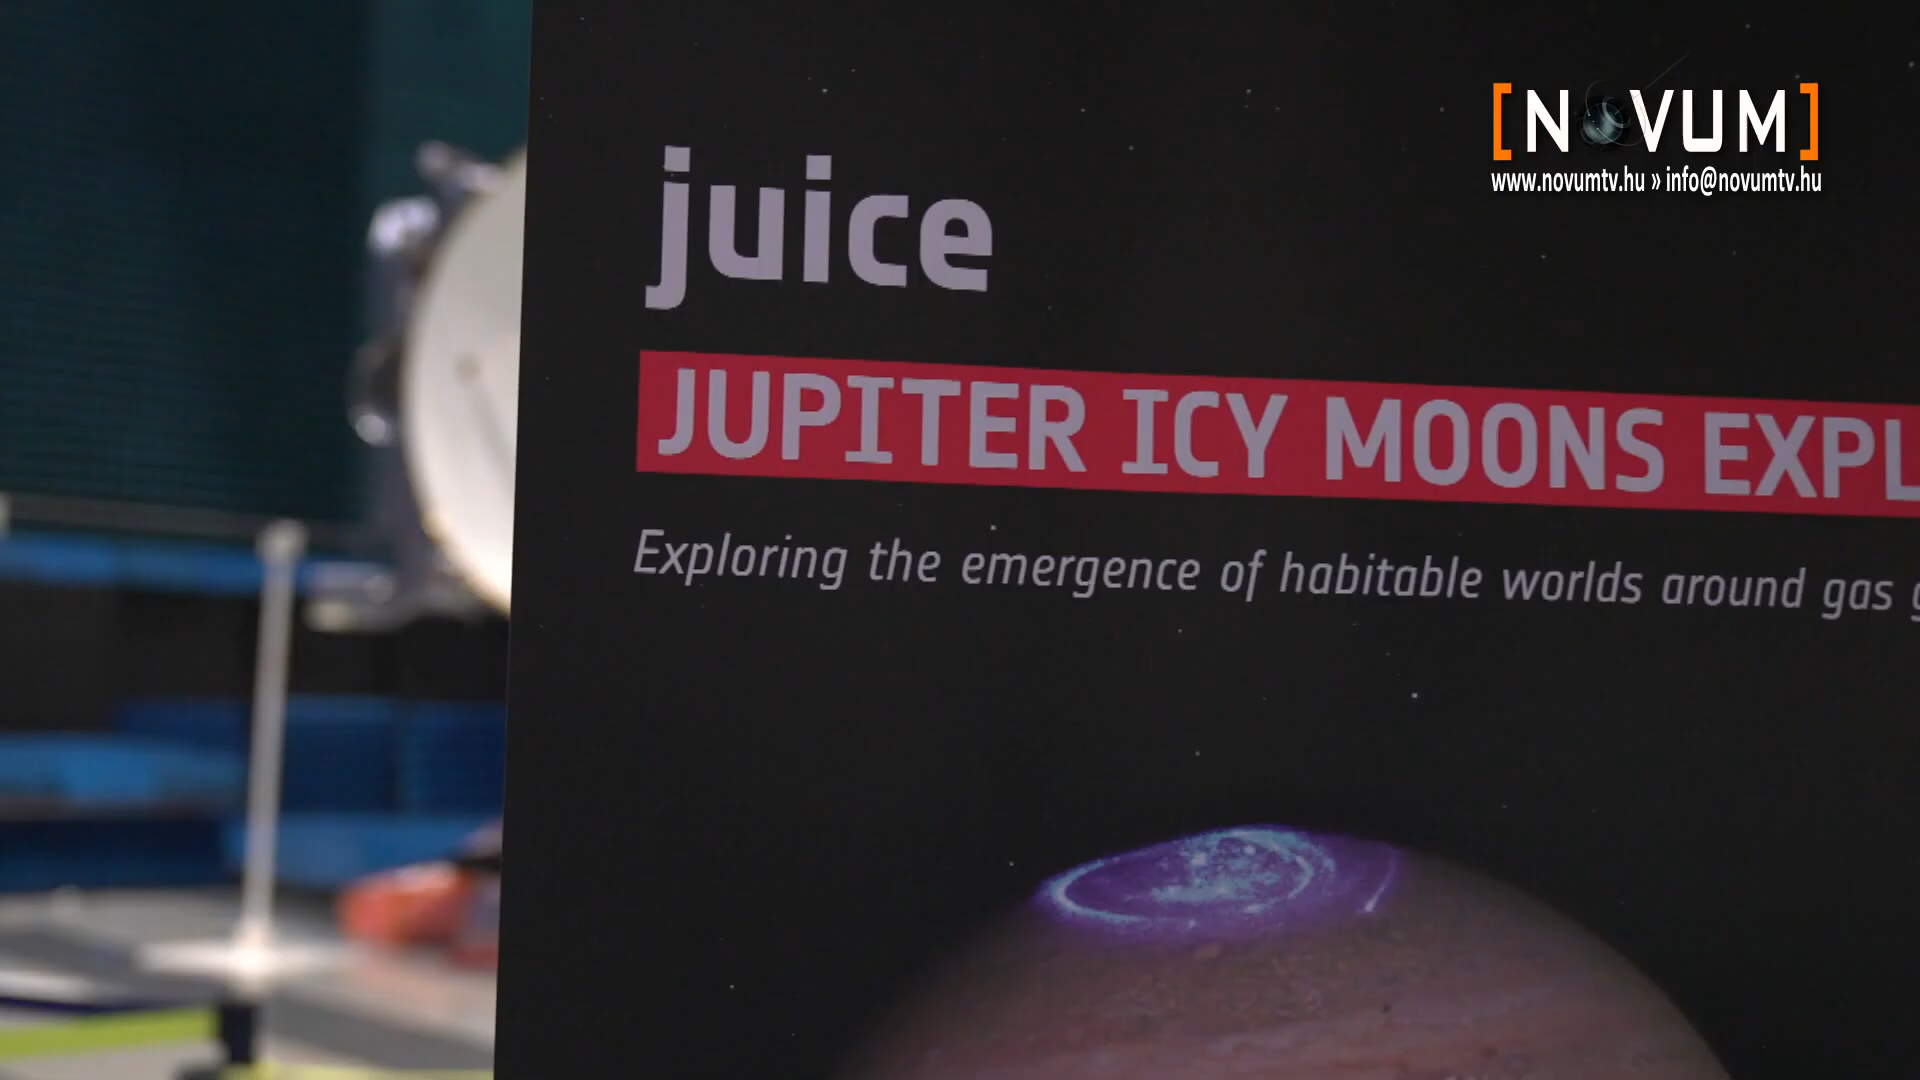 [NOVUM]
www.novumtv.hu » info@novumtv.hu
juice
JUPITER ICY MOONS EXPL
Exploring the emergence of habitable worlds around gas g